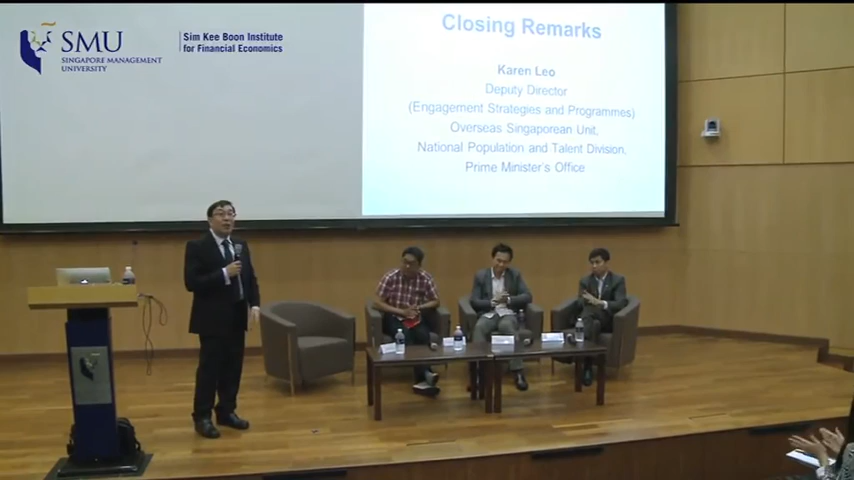 SMU
SINGAPORE MANAGEMENT
UNIVERSITY
Sim Kee Boon Institute
for Financial Economics
Closing Remarks
Karen Leo
Deputy Director
(Engagement Strategies and Programmes)
Overseas Singaporean Unit,
National Population and Talent Division,
Prime Minister's Office